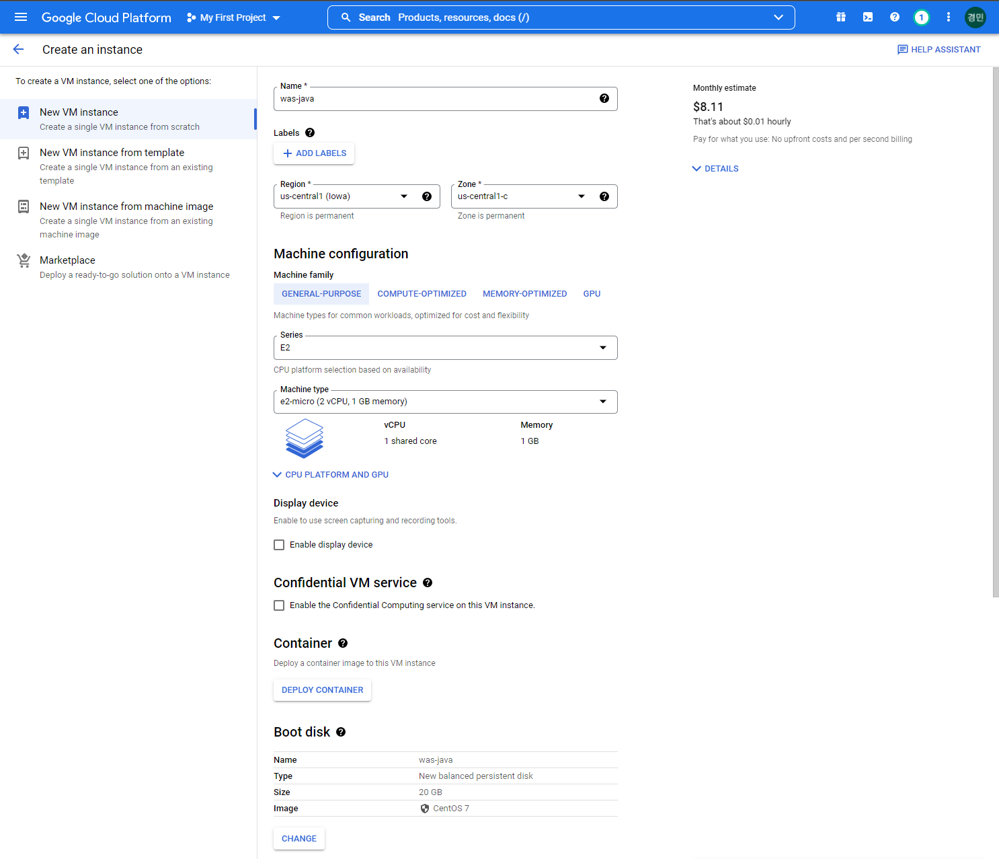 Google Cloud Platform
My First Project
Search Products, resources, docs (/)
1
경민
Create an instance
HELP ASSISTANT
To create a VM instance, select one of the options:
New VM instance
Create a single VM instance from scratch
New VM instance from template
Create a single VM instance from an existing
template
New VM instance from machine image
Create a single VM instance from an existing
machine image
Marketplace
Deploy a ready-to-go solution onto a VM instance
Name *
was-java
Labels
ADD LABELS
Region *
us-central1 (Iowa)
Region is permanent
Zone *
us-central1-c
Zone is permanent
Machine configuration
Machine family
GENERAL-PURPOSE COMPUTE-OPTIMIZED MEMORY-OPTIMIZED GPU
Machine types for common workloads, optimized for cost and flexibility
Series
E2
CPU platform selection based on availability
Machine type
e2-micro (2 vCPU, 1 GB memory)
vCPU
1 shared core
Memory
1 GB
CPU PLATFORM AND GPU
Display device
Enable to use screen capturing and recording tools.
Enable display device
Confidential VM service
Enable the Confidential Computing service on this VM instance.
Container
Deploy a container image to this VM instance
DEPLOY CONTAINER
Boot disk
Name was-java
Type New balanced persistent disk
Size 20 GB
Image CentOS 7
CHANGE
Monthly estimate
$8.11
That's about $0.01 hourly
Pay for what you use: No upfront costs and per second billing
DETAILS